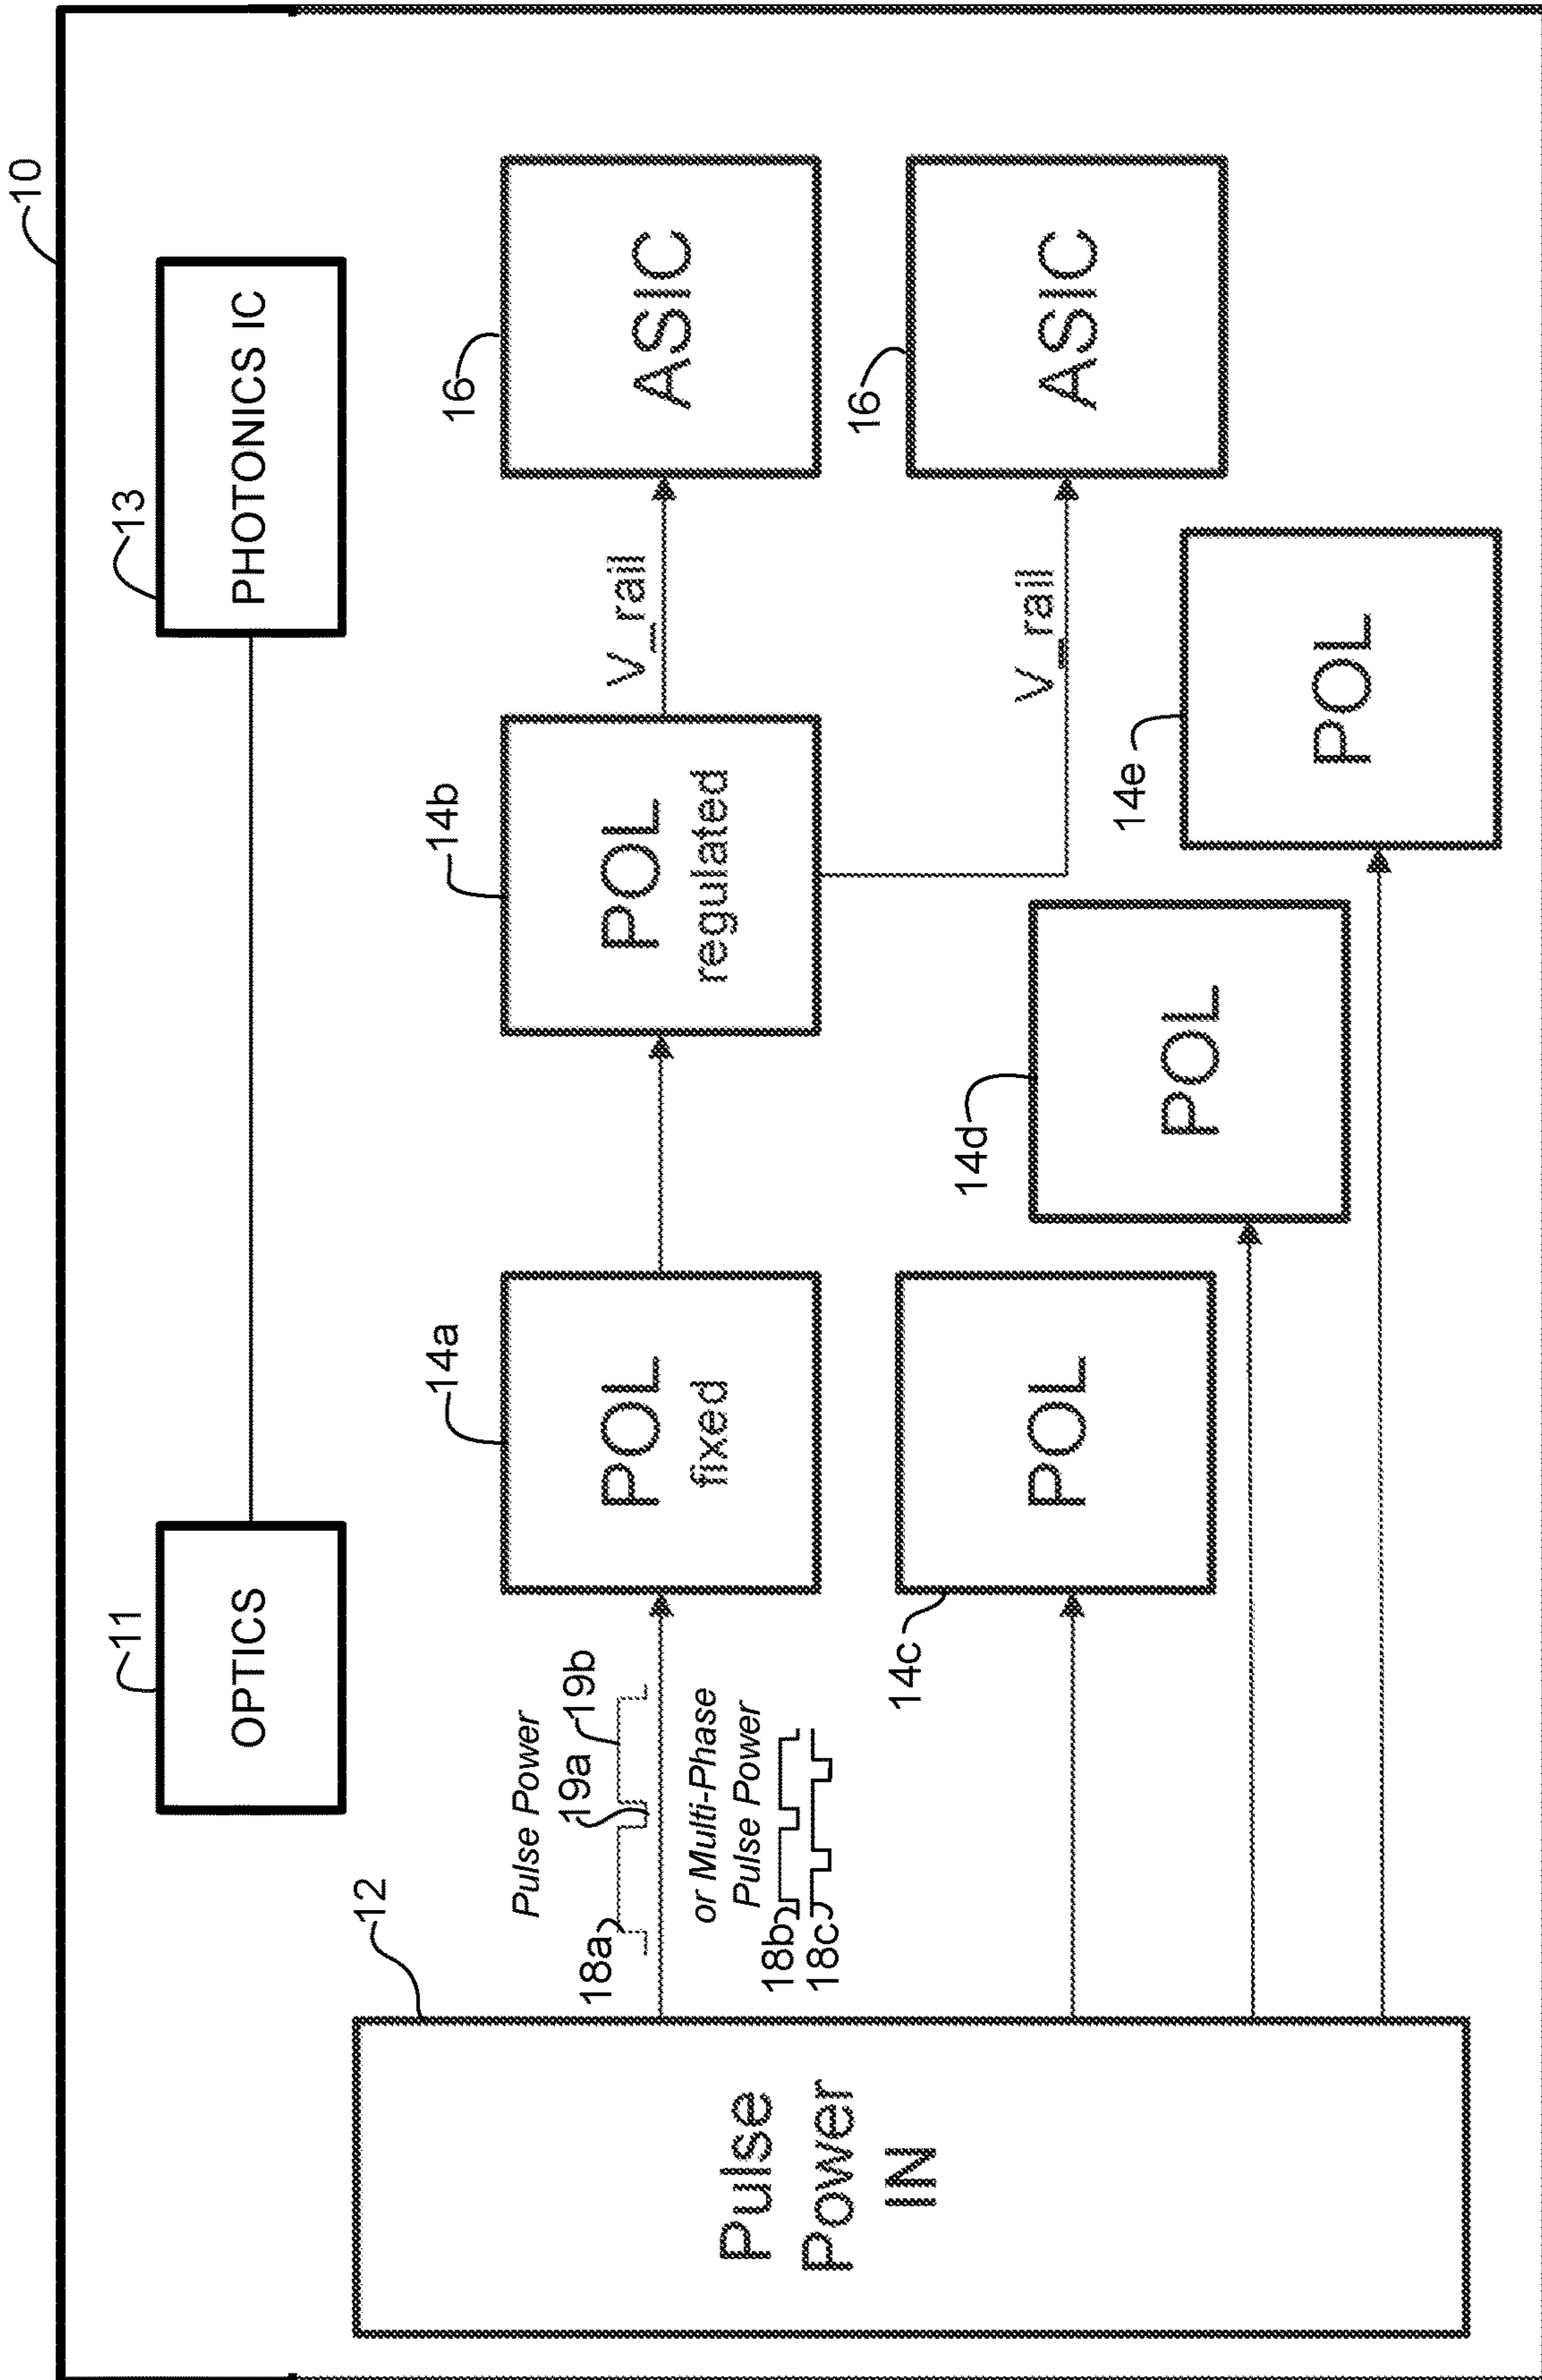 10
11
OPTICS
13
PHOTONICS IC
12
Pulse
Power
IN
Pulse Power
18a
19a
19b
or Multi-Phase
Pulse Power
18b
18c
14a
POL
fixed
14b
POL
regulated
V_rail
16
ASIC
V_rail
16
ASIC
14c
POL
14d
POL
14e
POL